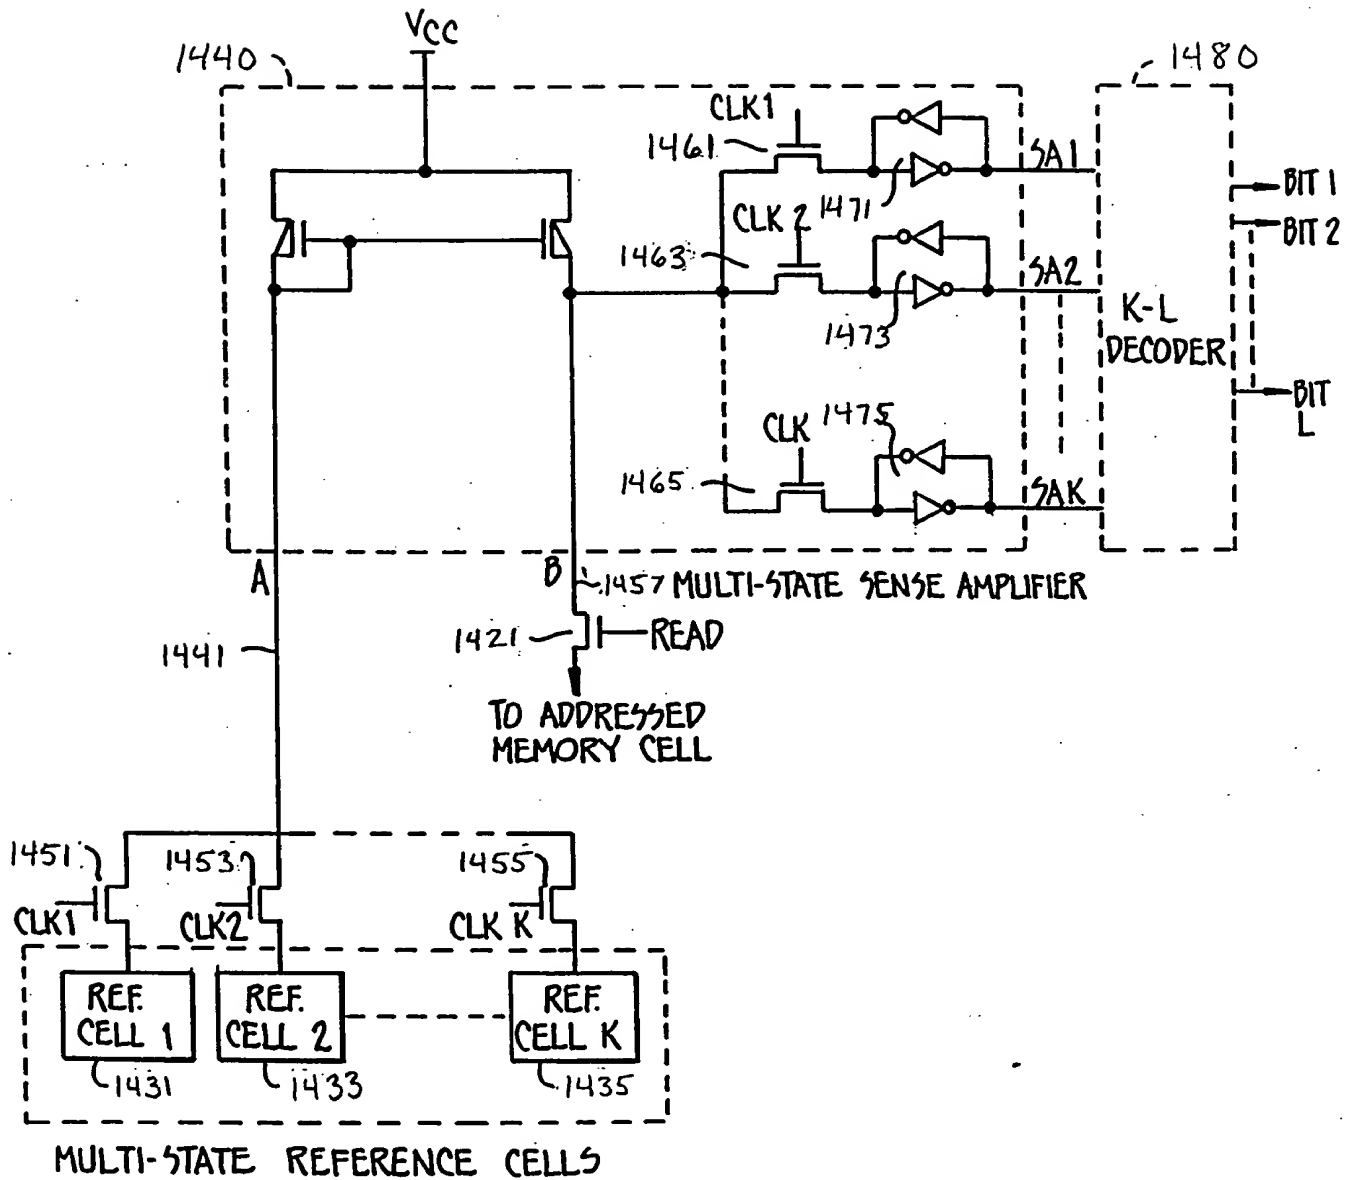 VCC
1440
1480
CLK1
1461
1471
SA1
BIT 1
CLK 2
1463
1473
SA2
BIT 2
K-L
DECODER
BIT
L
CLK
1475
1465
SAK
A
B
1457
MULTI-STATE SENSE AMPLIFIER
1421
READ
1441
TO ADDRESSED
MEMORY CELL
1451
1453
1455
CLK1
CLK2
CLK K
REF.
CELL 1
REF.
CELL 2
REF.
CELL K
1431
1433
1435
MULTI-STATE REFERENCE CELLS